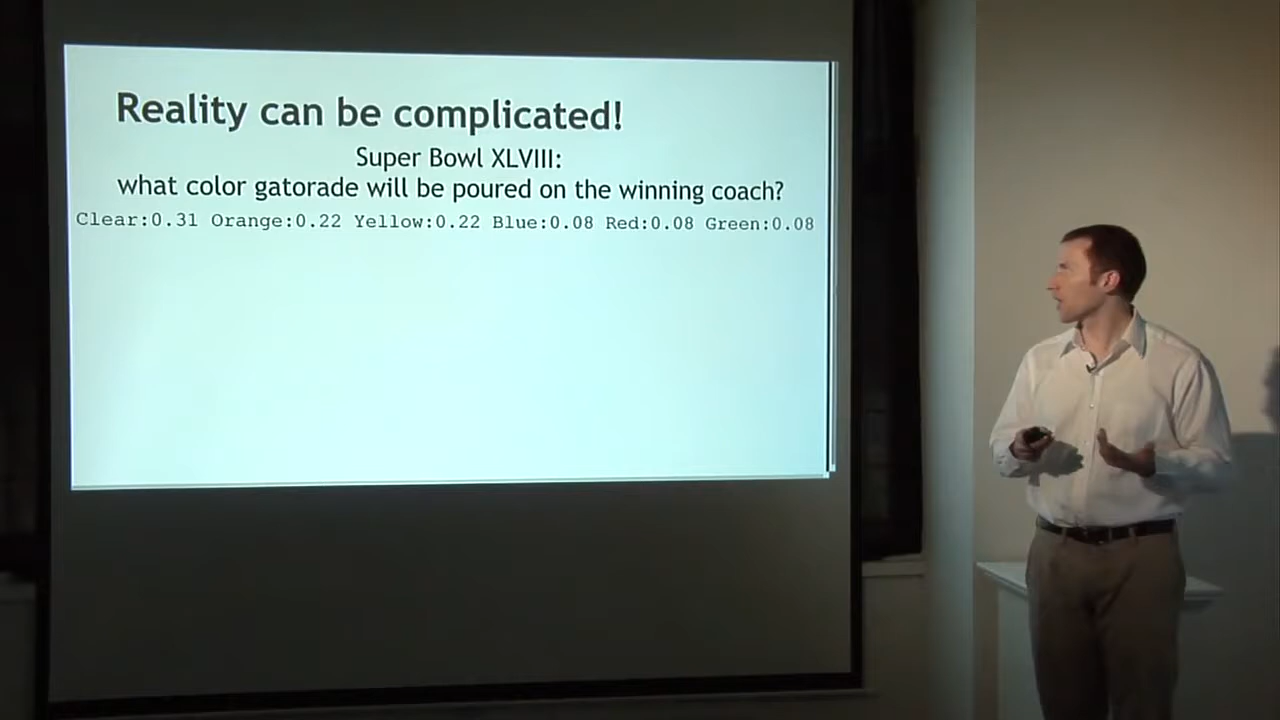 Reality can be complicated!
Super Bowl XLVIII:
what color gatorade will be poured on the winning coach?
Clear:0.31 Orange:0.22 Yellow:0.22 Blue:0.08 Red:0.08 Green:0.08